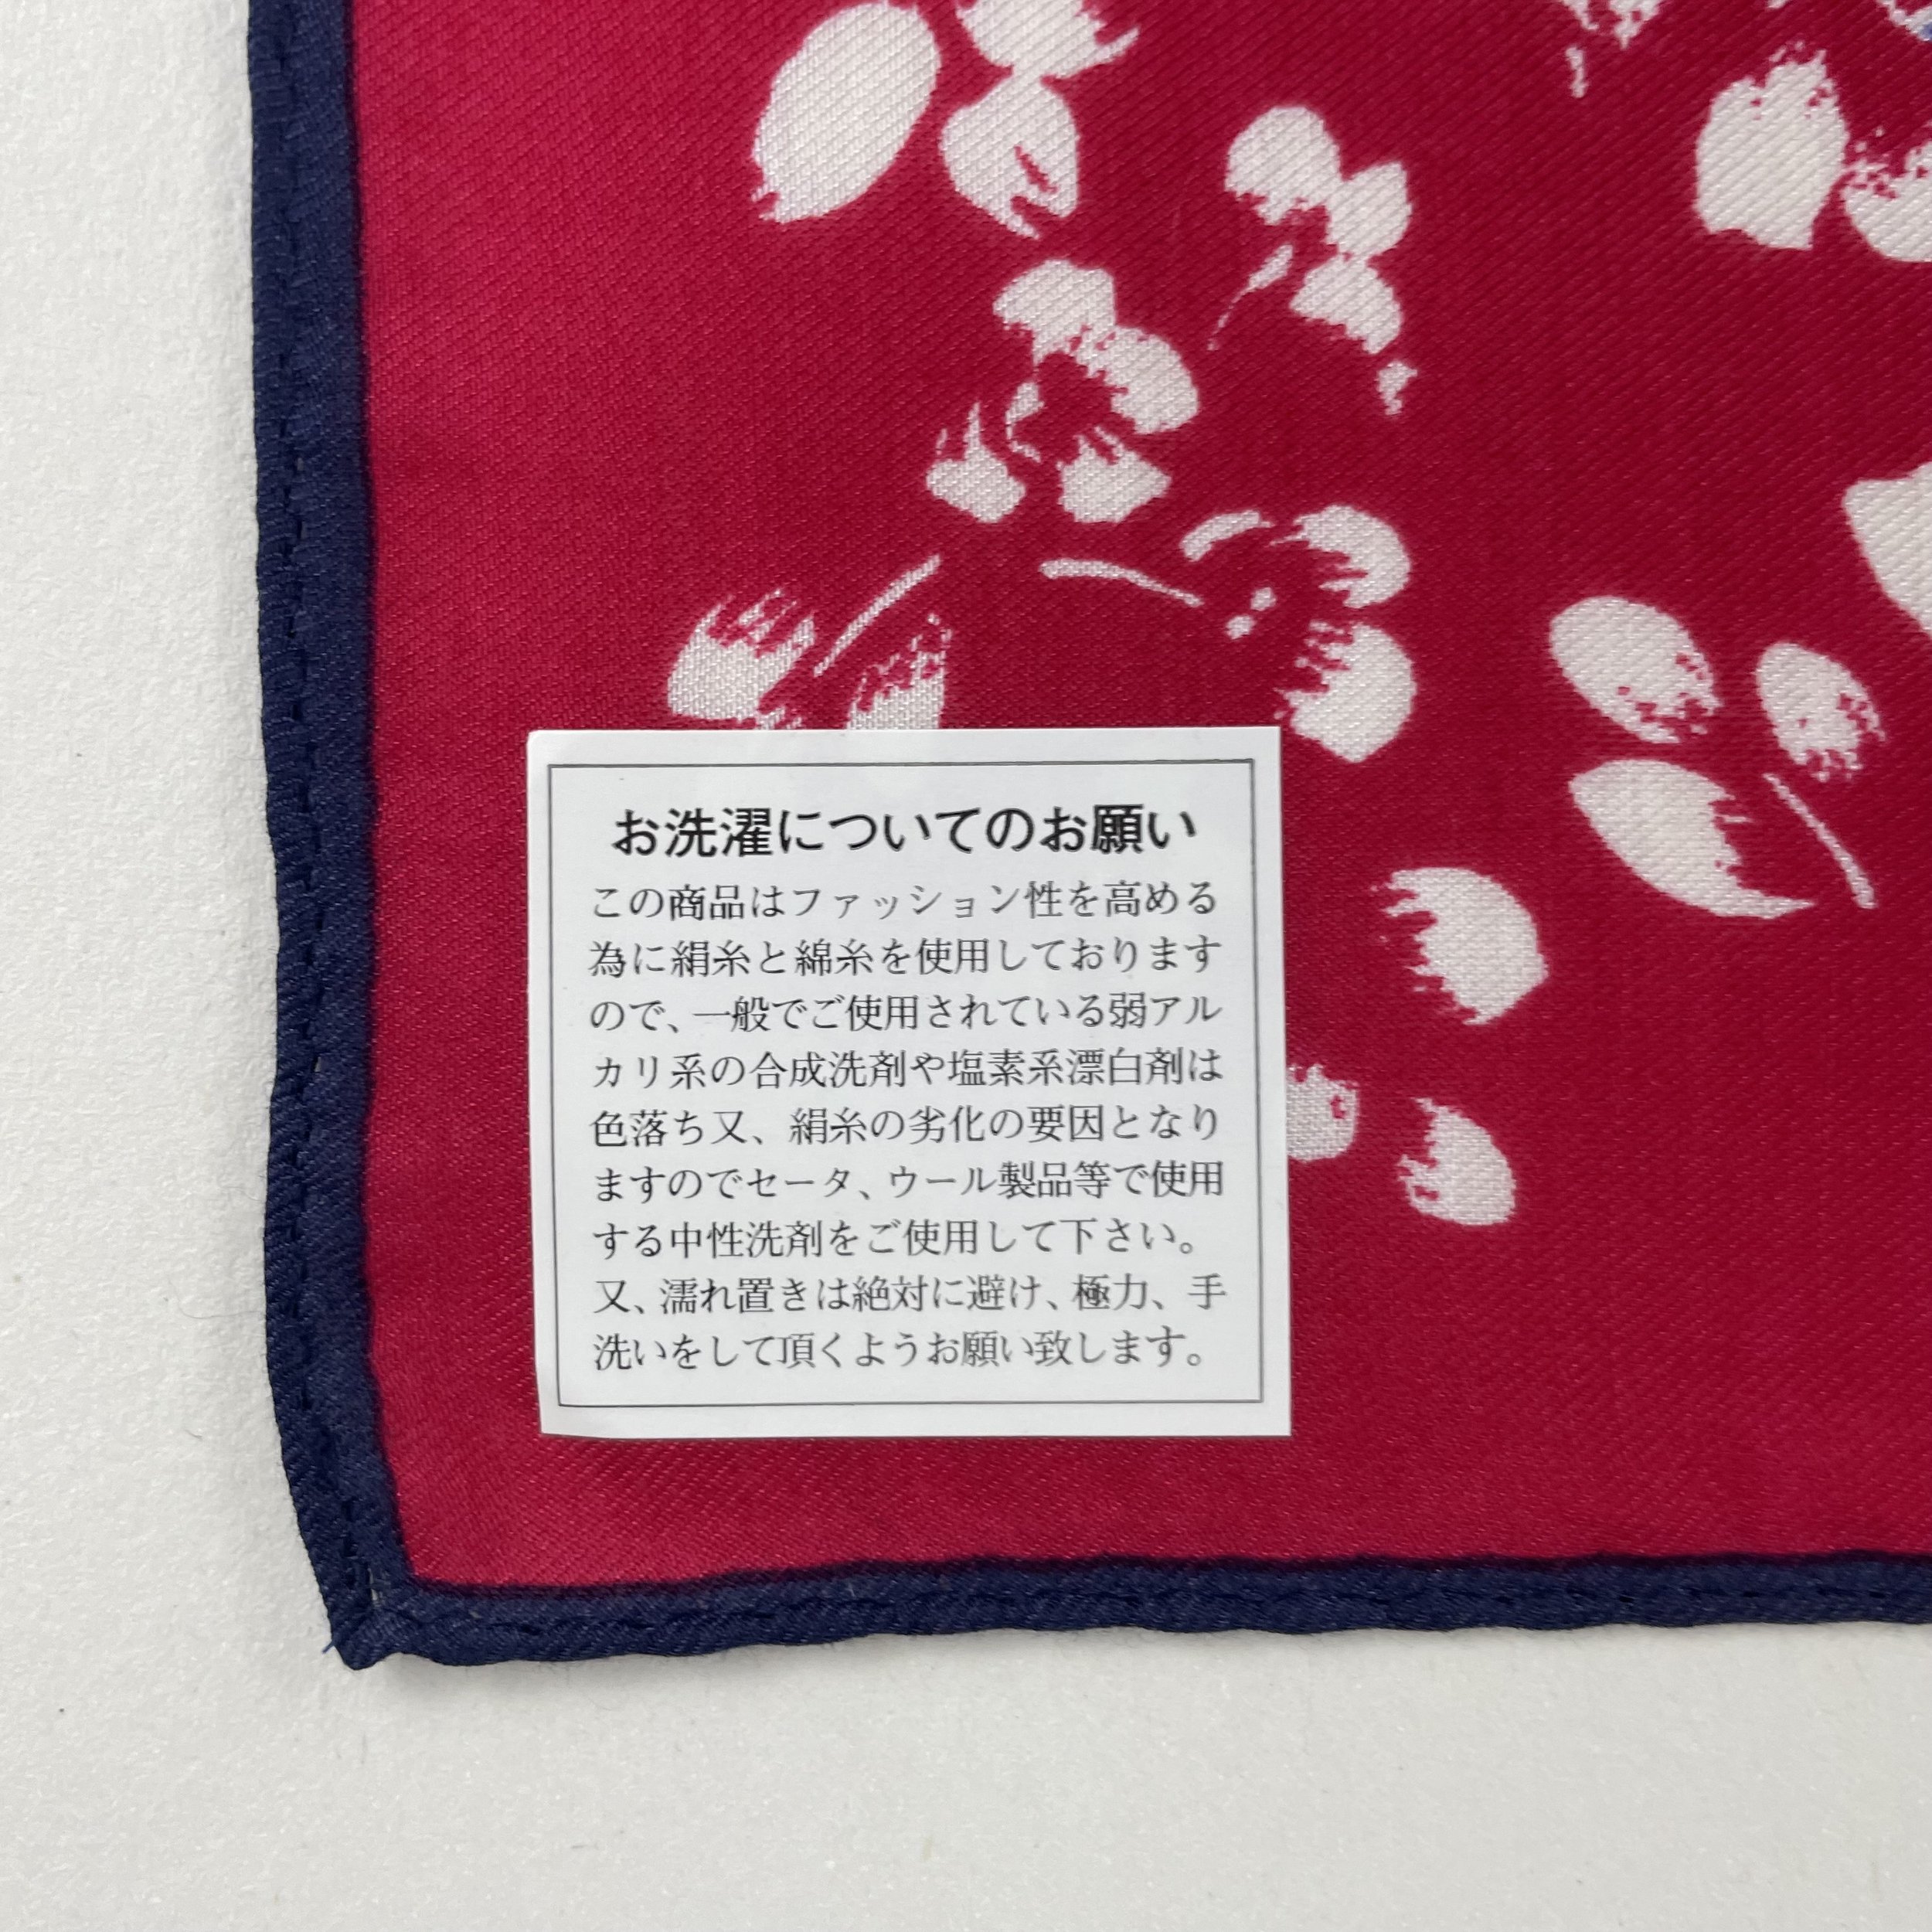 お洗濯についてのお願い
この商品はファッション性を高める
為に絹糸と綿糸を使用しております
ので、一般でご使用されている弱アル
カリ系の合成洗剤や塩素系漂白剤は
色落ち又、絹糸の劣化の要因となり
ますのでセータ、ウール製品等で使用
する中性洗剤をご使用して下さい。
又、濡れ置きは絶対に避け、極力、手
洗いをして頂くようお願い致します。